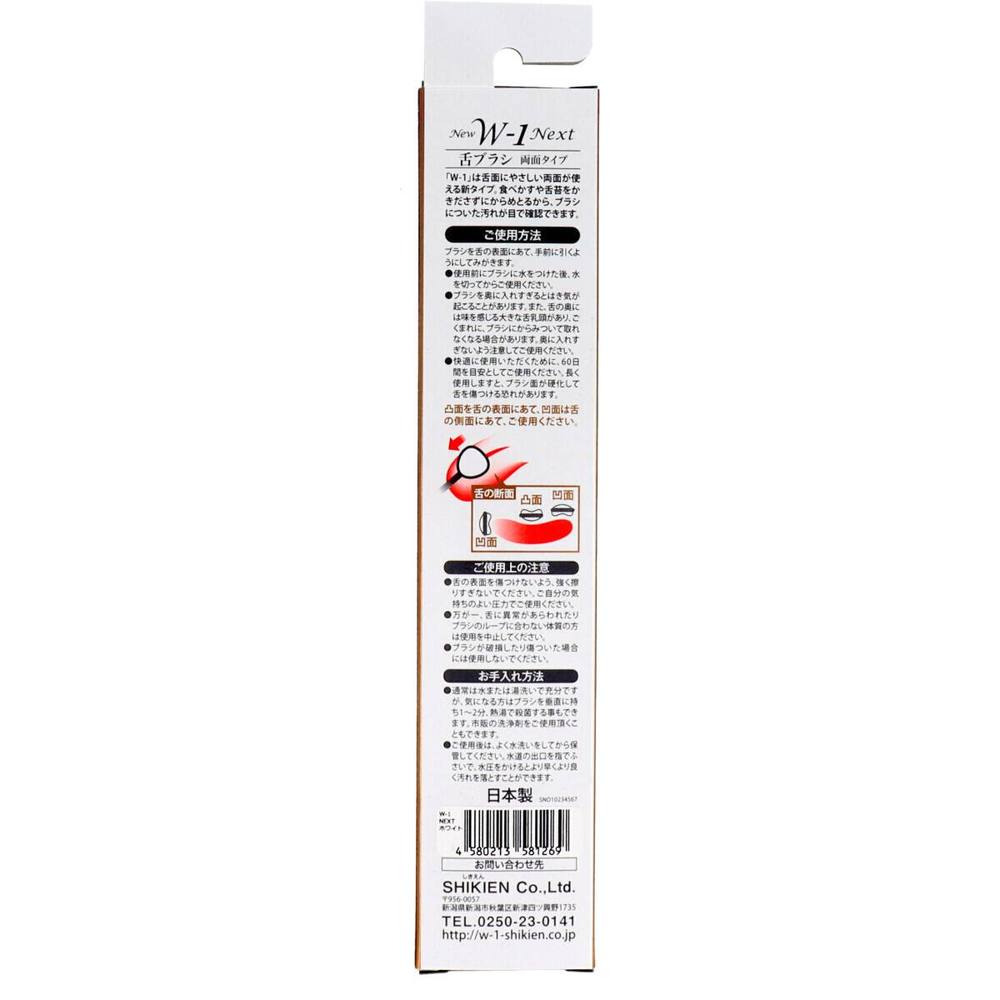 New W-1 Next
舌ブラシ 両面タイプ
「W-1」は舌面にやさしい両面が使
える新タイプ。食べかすや舌苔をか
きださずにからめとるから、ブラシ
についた汚れが目で確認できます。
ご使用方法
ブラシを舌の表面にあて、手前に引くよ
うにしてみがきます。
●使用前にブラシに水をつけた後、水
を切ってからご使用ください。
●ブラシを奥に入れすぎるとはき気が
起こることがあります。また、舌の奥に
は味を感じる大きな舌乳頭があり、ご
くまれに、ブラシにからみついて取れ
なくなる場合があります。奥に入れす
ぎないよう注意してご使用ください。
●快適に使用いただくために、60日
間を目安としてご使用ください。長く
使用しますと、ブラシ面が硬化して
舌を傷つける恐れがあります。
凸面を舌の表面にあて、凹面は舌
の側面にあて、ご使用ください。
舌の断面
凸面
凹面
凹面
ご使用上の注意
●舌の表面を傷つけないよう、強く擦
りすぎないでください。ご自分の気
持ちのよい圧力でご使用ください。
●万が一、舌に異常があらわれたり
ブラシのループに合わない体質の方
は使用を中止してください。
●ブラシが破損したり傷ついた場合
には使用しないでください。
お手入れ方法
●通常は水または湯洗いで充分です
が、気になる方はブラシを垂直に持
ち1〜2分、熱湯で殺菌する事もでき
ます。市販の洗浄剤をご使用頂くこ
ともできます。
●ご使用後は、よく水洗いをしてから保
管してください。水道の出口を指でふ
さいで、水圧をかけるとより早くより良
く汚れを落とすことができます。
日本製 SNO10234567
W-1
NEXT
ホワイト
4 580213 581269
お問い合わせ先
しきえん
SHIKIEN Co.,Ltd.
〒956-0057
新潟県新潟市秋葉区新津四ツ興野1735
TEL.0250-23-0141
http://w-1-shikien.co.jp